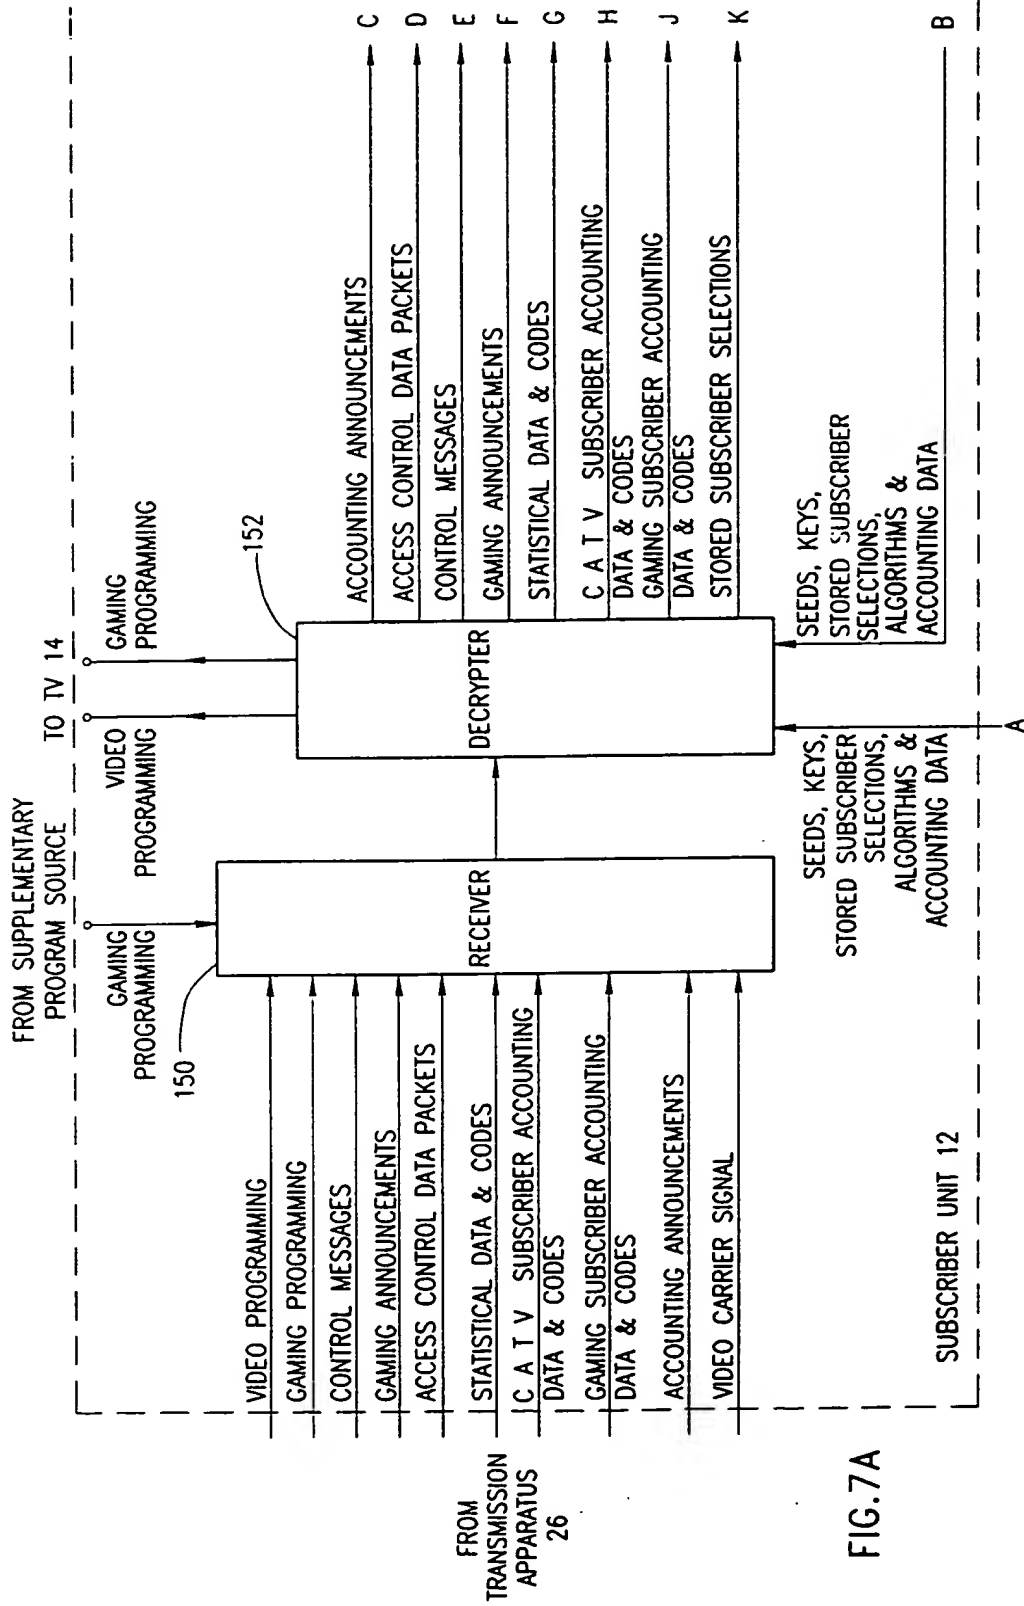 FROM SUPPLEMENTARY
PROGRAM SOURCE
TO TV 14
GAMING
PROGRAMMING
VIDEO
PROGRAMMING
GAMING
PROGRAMMING
150
152
FROM
TRANSMISSION
APPARATUS
26
VIDEO PROGRAMMING
GAMING PROGRAMMING
CONTROL MESSAGES
GAMING ANNOUNCEMENTS
ACCESS CONTROL DATA PACKETS
STATISTICAL DATA & CODES
C A T V SUBSCRIBER ACCOUNTING
DATA & CODES
GAMING SUBSCRIBER ACCOUNTING
DATA & CODES
ACCOUNTING ANNOUNCEMENTS
VIDEO CARRIER SIGNAL
RECEIVER
DECRYPTER
ACCOUNTING ANNOUNCEMENTS
C
ACCESS CONTROL DATA PACKETS
D
CONTROL MESSAGES
E
GAMING ANNOUNCEMENTS
F
STATISTICAL DATA & CODES
G
C A T V SUBSCRIBER ACCOUNTING
DATA & CODES
H
GAMING SUBSCRIBER ACCOUNTING
DATA & CODES
J
STORED SUBSCRIBER SELECTIONS
K
SEEDS, KEYS,
STORED SUBSCRIBER
SELECTIONS,
ALGORITHMS &
ACCOUNTING DATA
A
SEEDS, KEYS,
STORED SUBSCRIBER
SELECTIONS,
ALGORITHMS &
ACCOUNTING DATA
B
SUBSCRIBER UNIT 12
FIG.7A